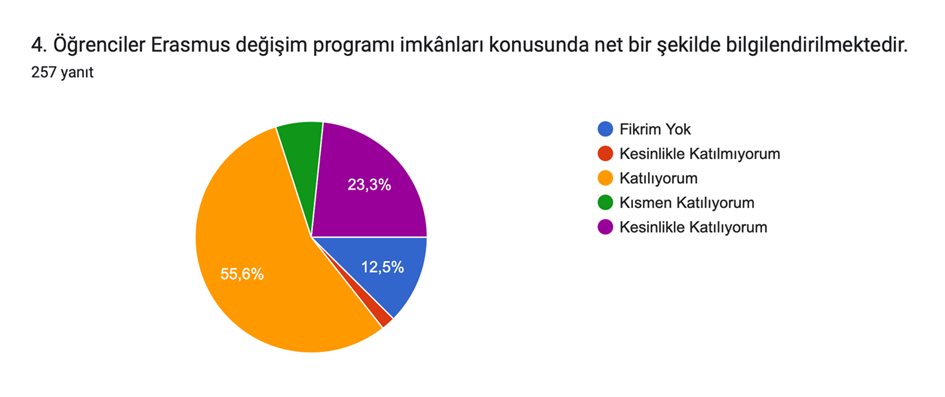 4. Öğrenciler Erasmus değişim programı imkânları konusunda net bir şekilde bilgilendirilmektedir.
257 yanıt
Fikrim Yok
Kesinlikle Katılmıyorum
Katılıyorum
Kısmen Katılıyorum
Kesinlikle Katılıyorum
23,3%
12,5%
55,6%